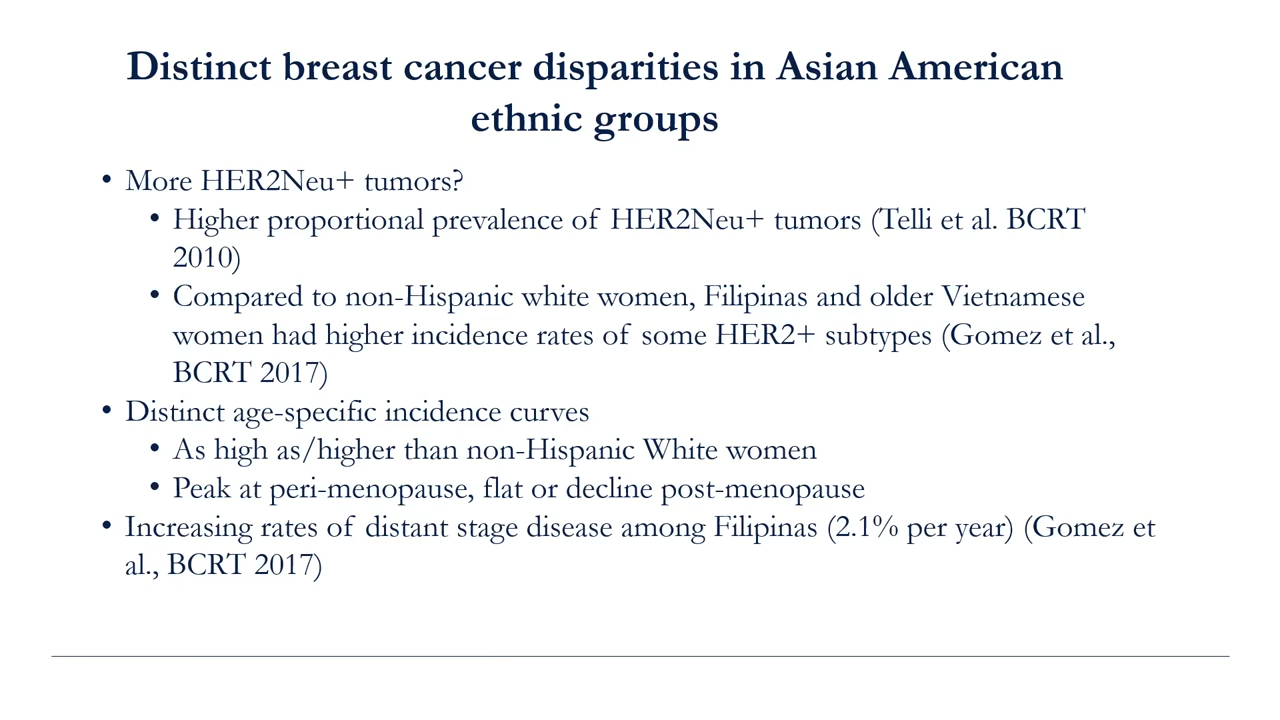 Distinct breast cancer disparities in Asian American
ethnic groups
• More HER2Neu+ tumors?
• Higher proportional prevalence of HER2Neu+ tumors (Telli et al. BCRT
2010)
• Compared to non-Hispanic white women, Filipinas and older Vietnamese
women had higher incidence rates of some HER2+ subtypes (Gomez et al.,
BCRT 2017)
• Distinct age-specific incidence curves
• As high as/higher than non-Hispanic White women
• Peak at peri-menopause, flat or decline post-menopause
• Increasing rates of distant stage disease among Filipinas (2.1% per year) (Gomez et
al., BCRT 2017)